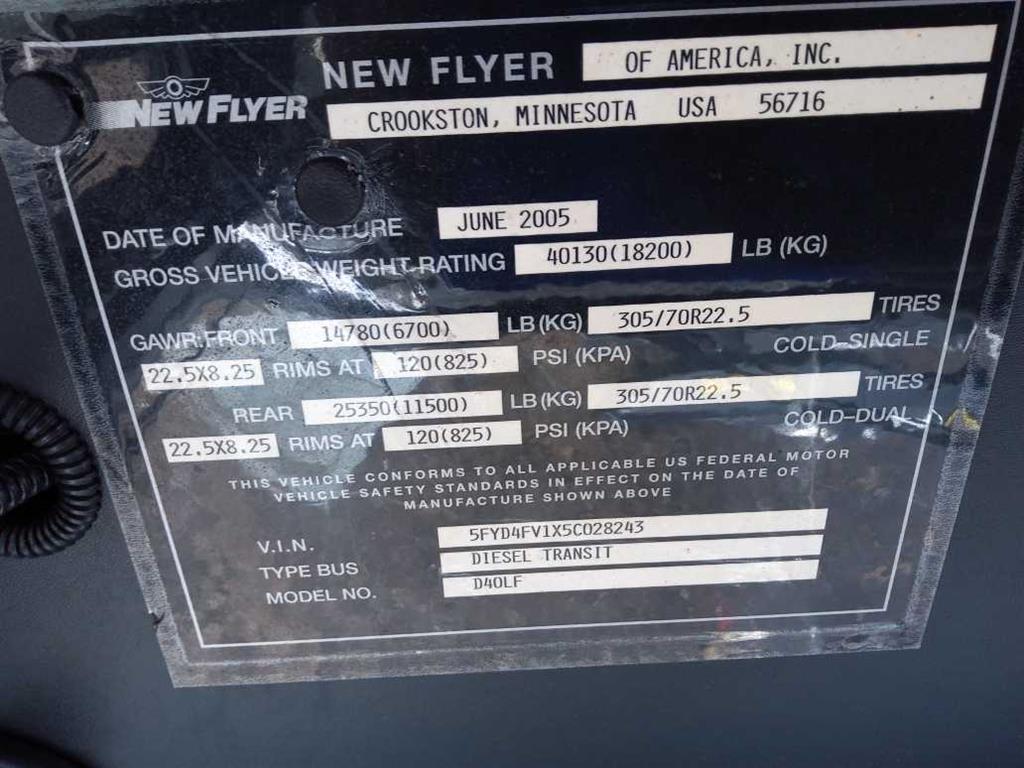 NEW FLYER NEW FLYER OF AMERICA, INC.
CROOKSTON, MINNESOTA USA 56716
DATE OF MANUFACTURE JUNE 2005
GROSS VEHICLE WEIGHT RATING 40130(18200) LB (KG)
GAWR:FRONT 14780(6700) LB (KG) 305/70R22.5 TIRES
22.5X8.25 RIMS AT 120(825) PSI (KPA) COLD-SINGLE
REAR 25350(11500) LB (KG) 305/70R22.5 TIRES
22.5X8.25 RIMS AT 120(825) PSI (KPA) COLD-DUAL
THIS VEHICLE CONFORMS TO ALL APPLICABLE US FEDERAL MOTOR
VEHICLE SAFETY STANDARDS IN EFFECT ON THE DATE OF
MANUFACTURE SHOWN ABOVE
V.I.N. 5FYD4FV1X5C028243
TYPE BUS DIESEL TRANSIT
MODEL NO. D40LF